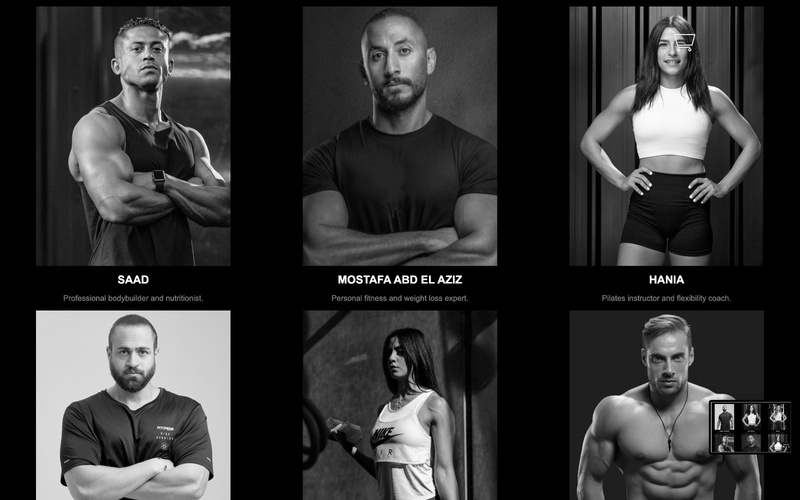 SAAD
Professional bodybuilder and nutritionist.
MOSTAFA ABD EL AZIZ
Personal fitness and weight loss expert.
HANIA
Pilates instructor and flexibility coach.
NIKE